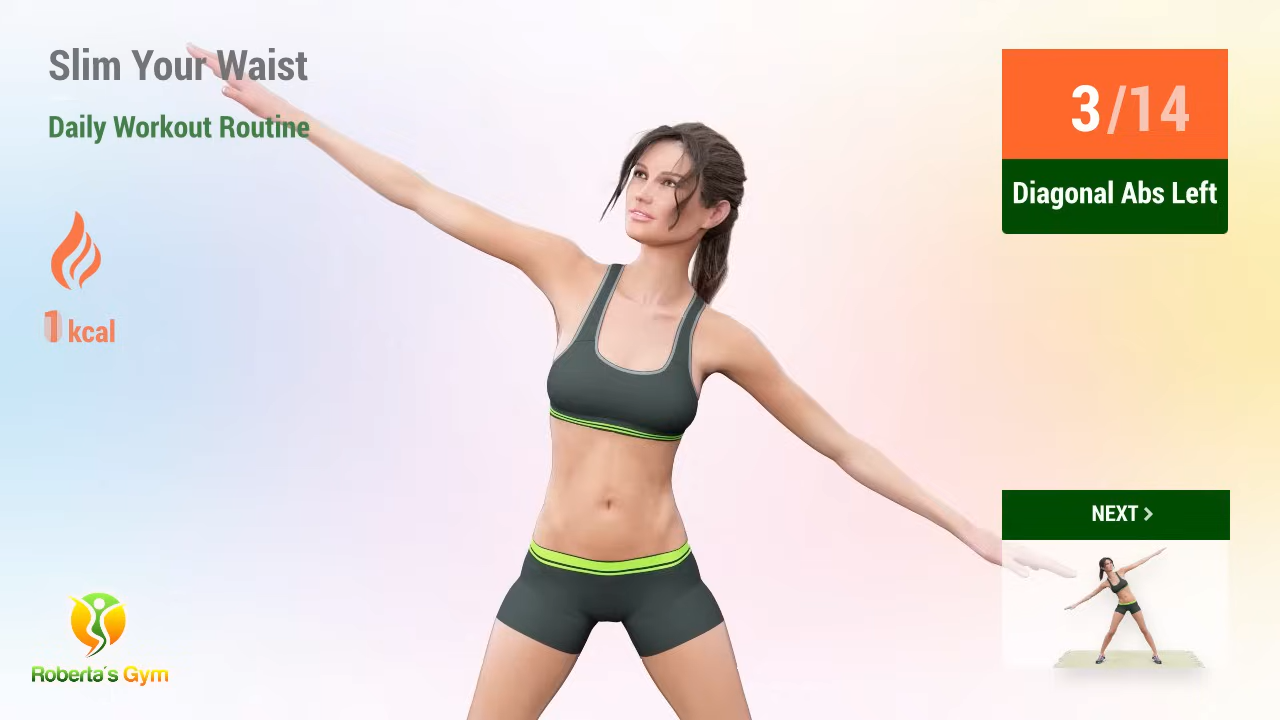 Slim Your Waist
Daily Workout Routine
1 kcal
3/14
Diagonal Abs Left
NEXT >
Roberta´s Gym